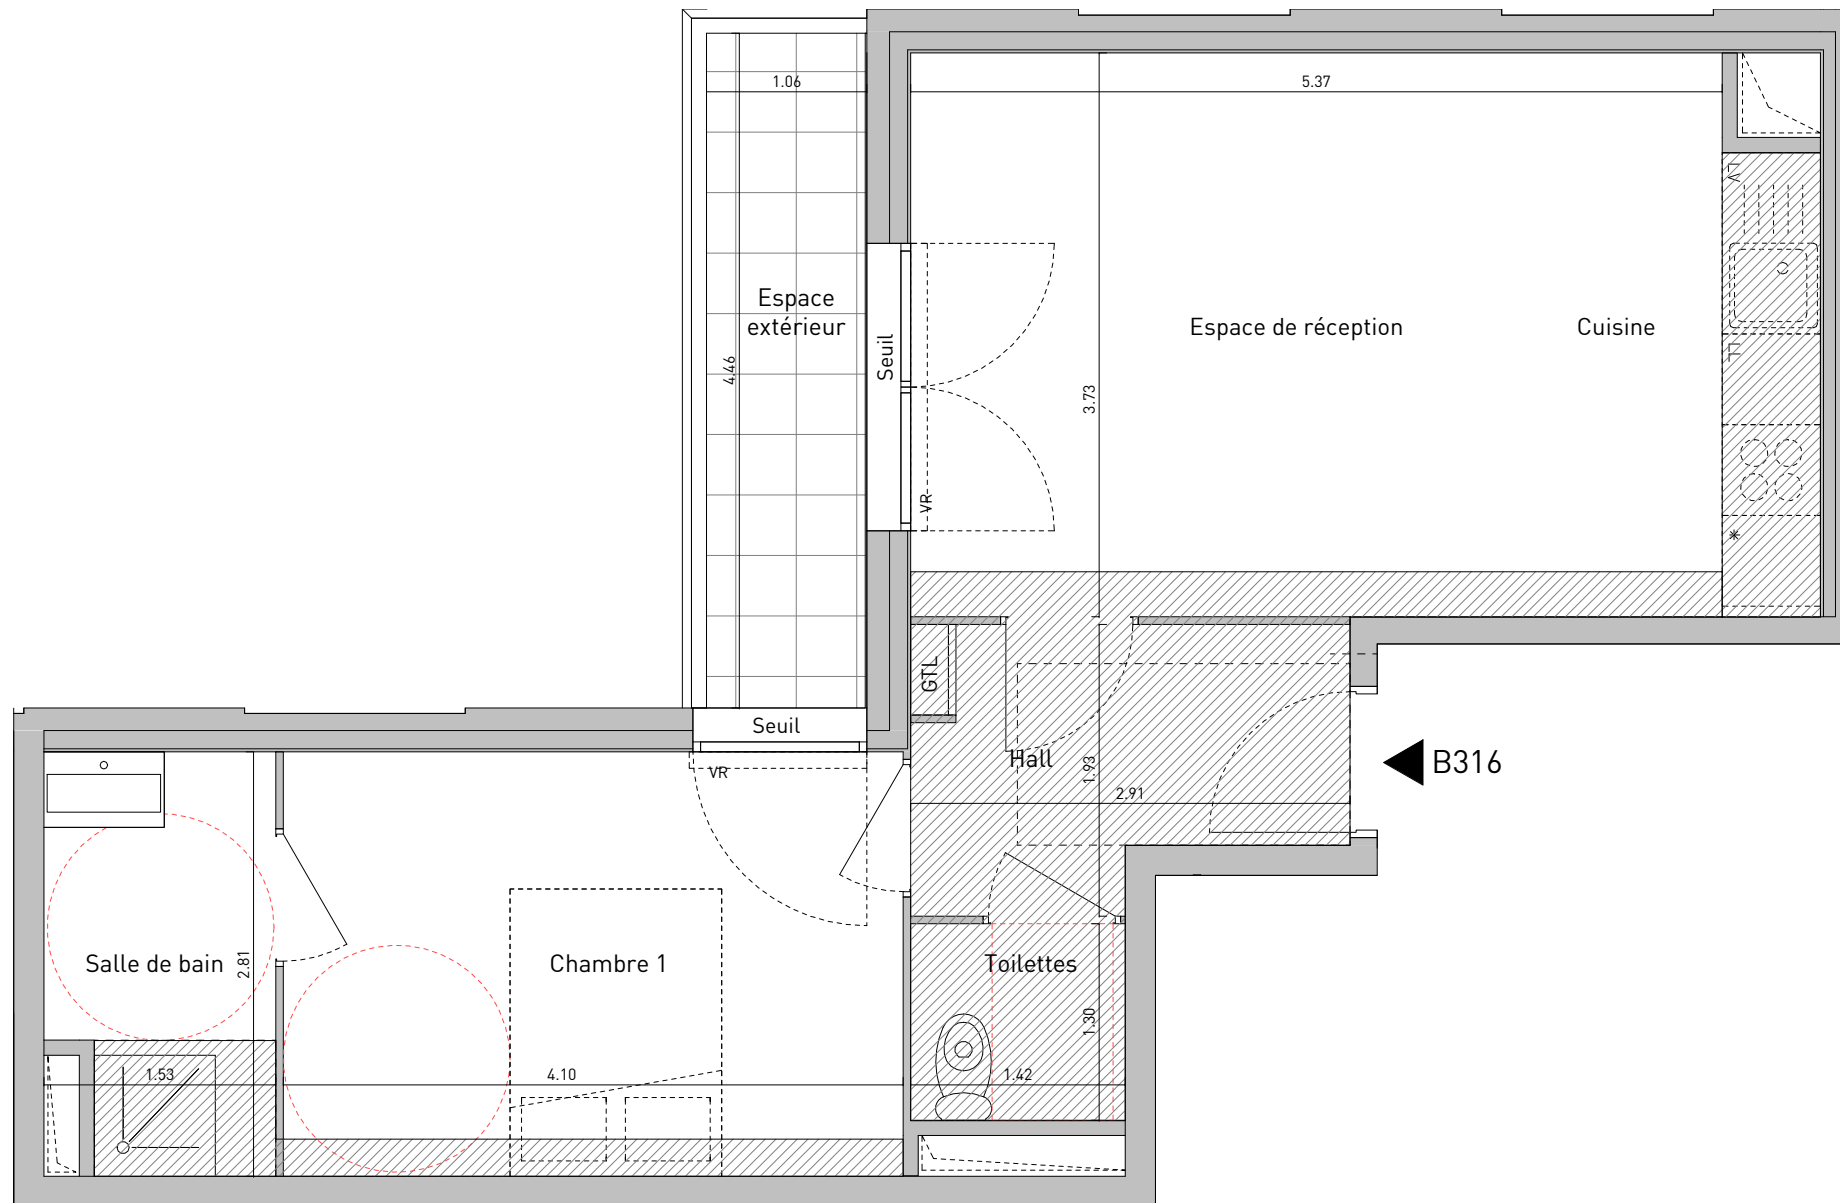 1.06
5.37
LV
Espace
extérieur
Seuil
Espace de réception
Cuisine
L
4.46
3.73
VR
*
GTL
Seuil
VR
Hall
1.93
2.91
B316
Salle de bain
2.81
Chambre 1
Toilettes
1.30
1.53
4.10
1.42